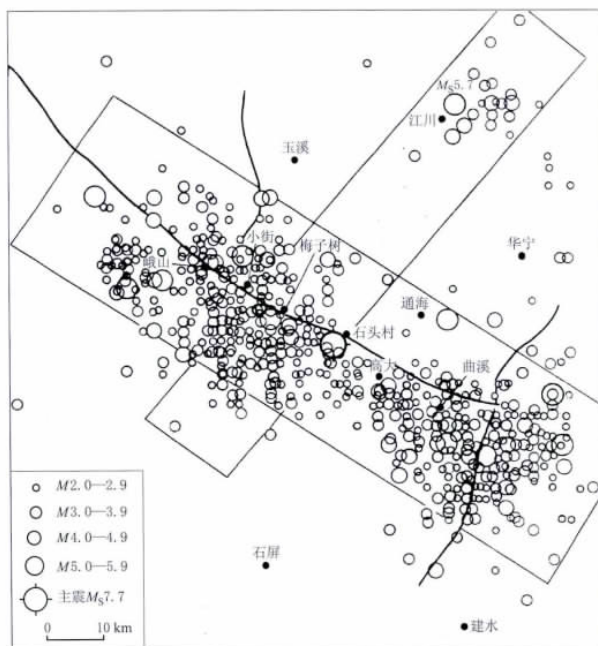 Ms5.7
江川
玉溪
小街
梅子树
华宁
峨山
通海
石头村
高大
曲溪
M2.0—2.9
M3.0—3.9
M4.0—4.9
M5.0—5.9
主震Ms7.7
0 10 km
石屏
建水